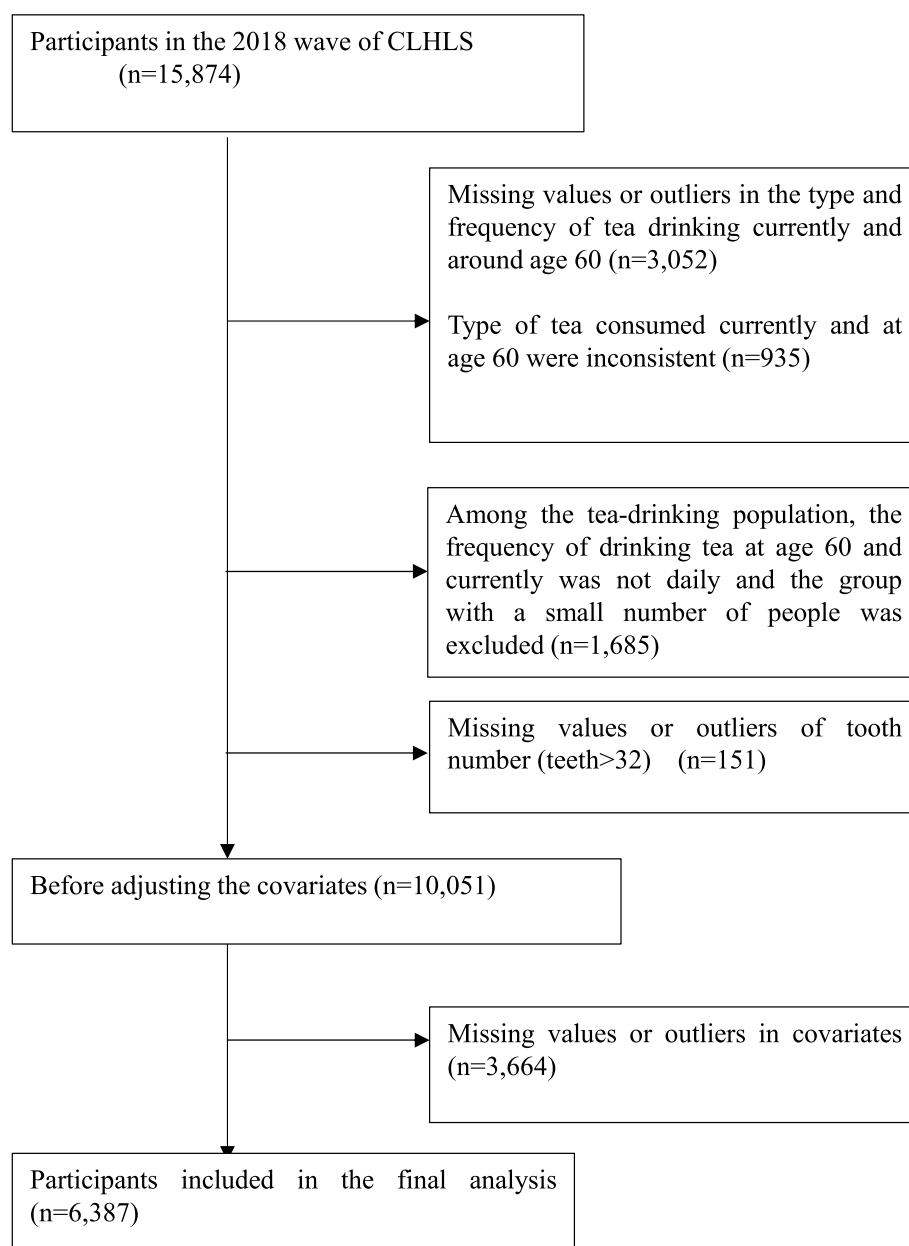 Participants in the 2018 wave of CLHLS
(n=15,874)
Missing values or outliers in the type and
frequency of tea drinking currently and
around age 60 (n=3,052)
Type of tea consumed currently and at
age 60 were inconsistent (n=935)
Among the tea-drinking population, the
frequency of drinking tea at age 60 and
currently was not daily and the group
with a small number of people was
excluded (n=1,685)
Missing values or outliers of tooth
number (teeth>32) (n=151)
Before adjusting the covariates (n=10,051)
Missing values or outliers in covariates
(n=3,664)
Participants included in the final analysis
(n=6,387)